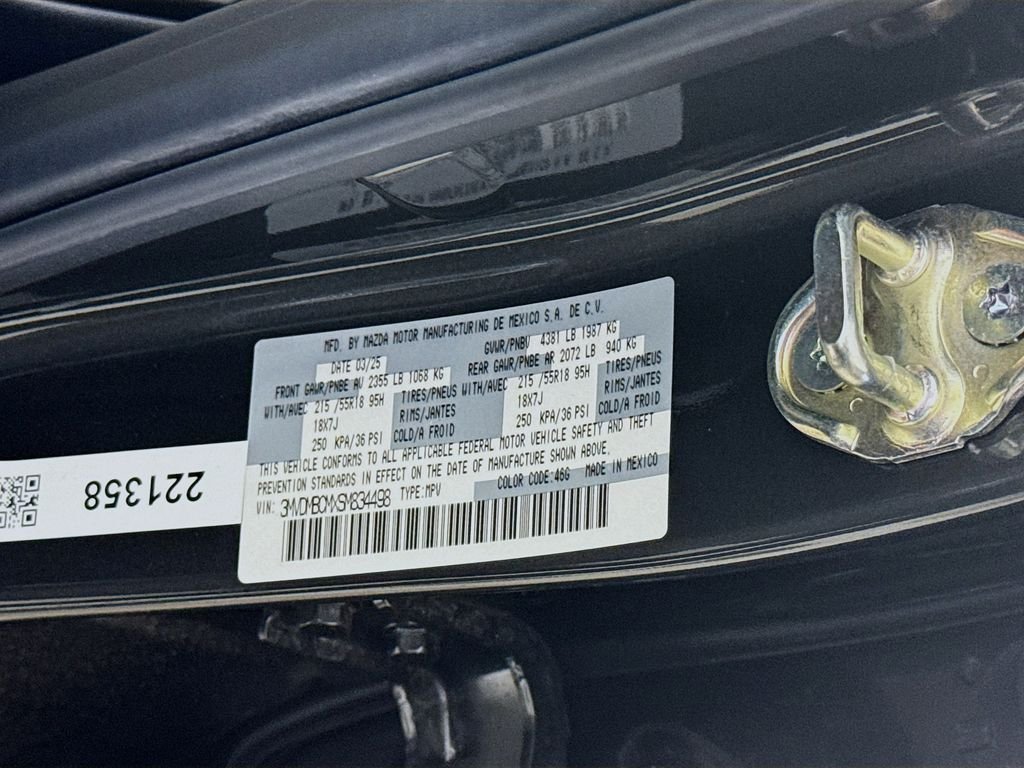 MFD. BY MAZDA MOTOR MANUFACTURING DE MEXICO S.A. DE C.V.
DATE 03/25 GVWR/PNBV 4381 LB 1987 KG
FRONT GAWR/PNBE AV 2355 LB 1068 KG REAR GAWR/PNBE AR 2072 LB 940 KG
WITH/AVEC 215 /55R18 95H TIRES/PNEUS WITH/AVEC 215 /55R18 95H TIRES/PNEUS
18X7J RIMS/JANTES 18X7J RIMS/JANTES
250 KPA/36 PSI COLD/A FROID 250 KPA/36 PSI COLD/A FROID
THIS VEHICLE CONFORMS TO ALL APPLICABLE FEDERAL MOTOR VEHICLE SAFETY AND THEFT
PREVENTION STANDARDS IN EFFECT ON THE DATE OF MANUFACTURE SHOWN ABOVE.
VIN: 3MVDMBCMXSM834498 TYPE:MPV COLOR CODE:46G MADE IN MEXICO
221358